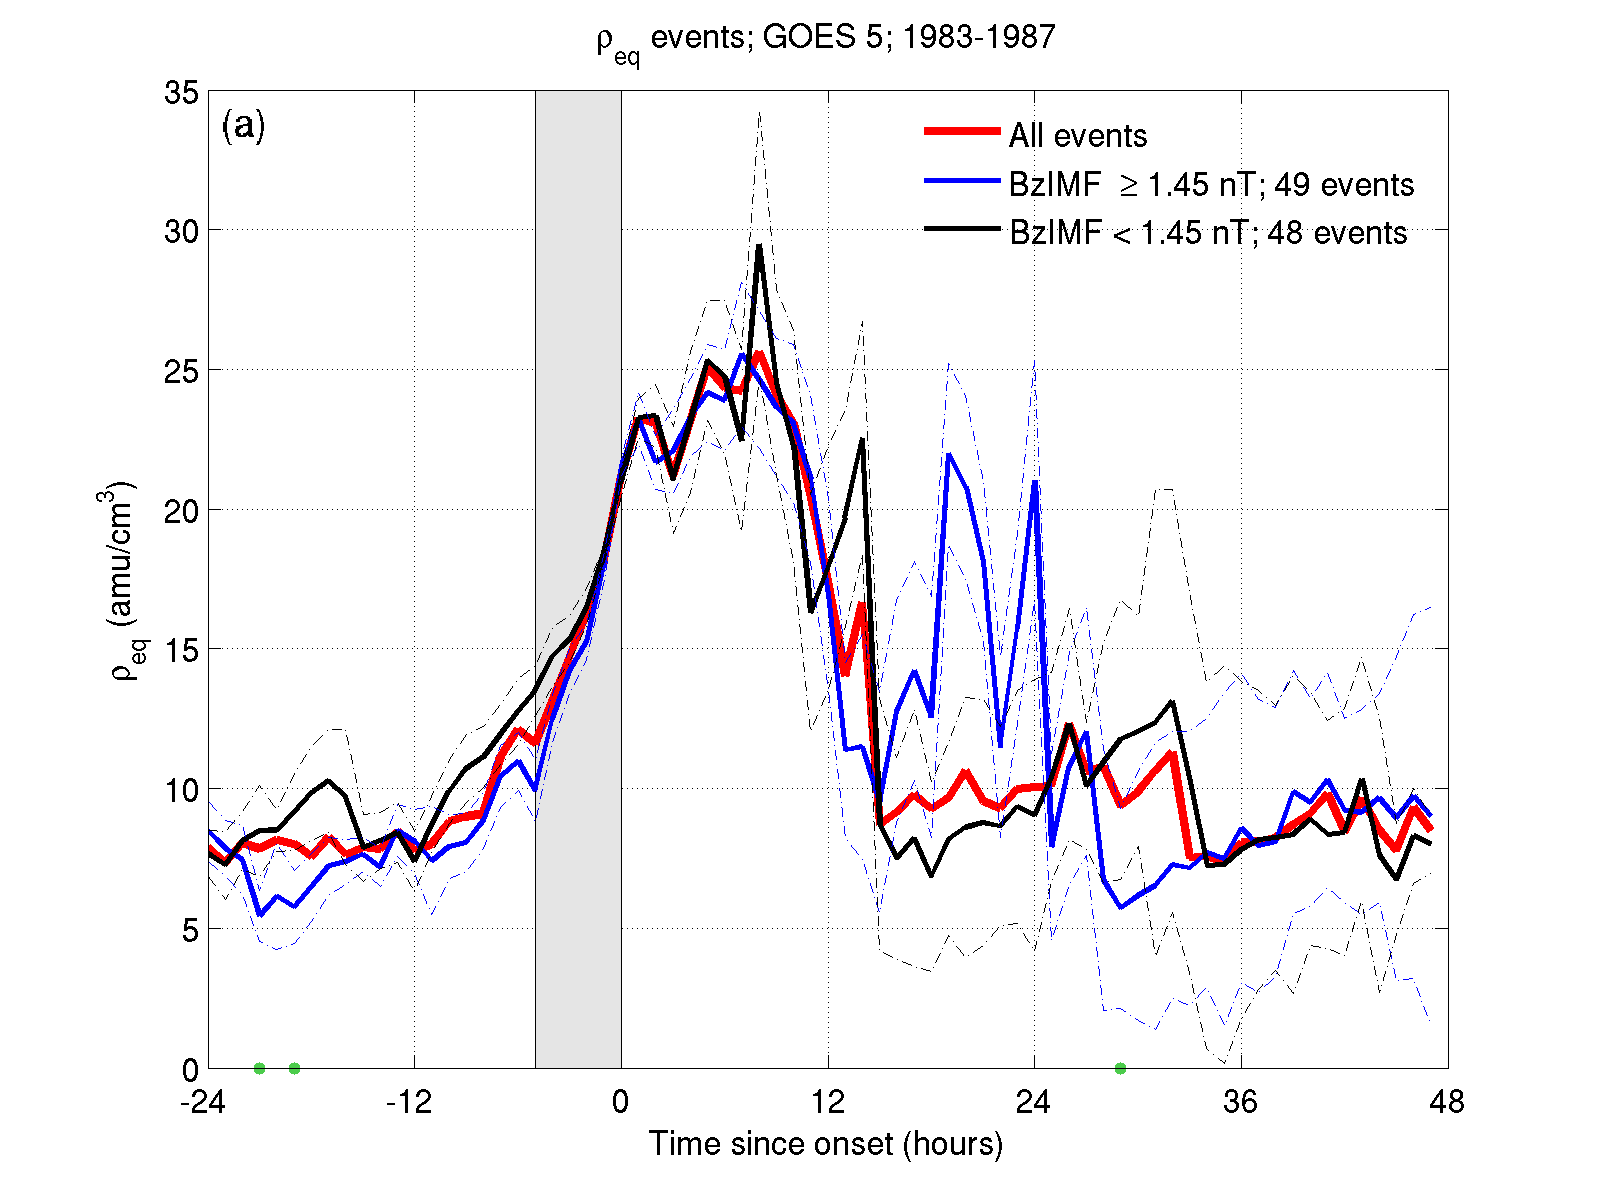 ρeq events; GOES 5; 1983-1987
(a)
All events
BzIMF ≥ 1.45 nT; 49 events
BzIMF < 1.45 nT; 48 events
35
30
25
20
15
10
5
0
ρeq (amu/cm³)
-24 -12 0 12 24 36 48
Time since onset (hours)